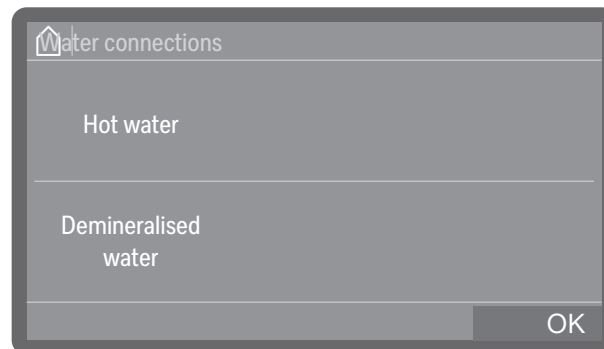 Water connections
Hot water
Demineralised
water
OK